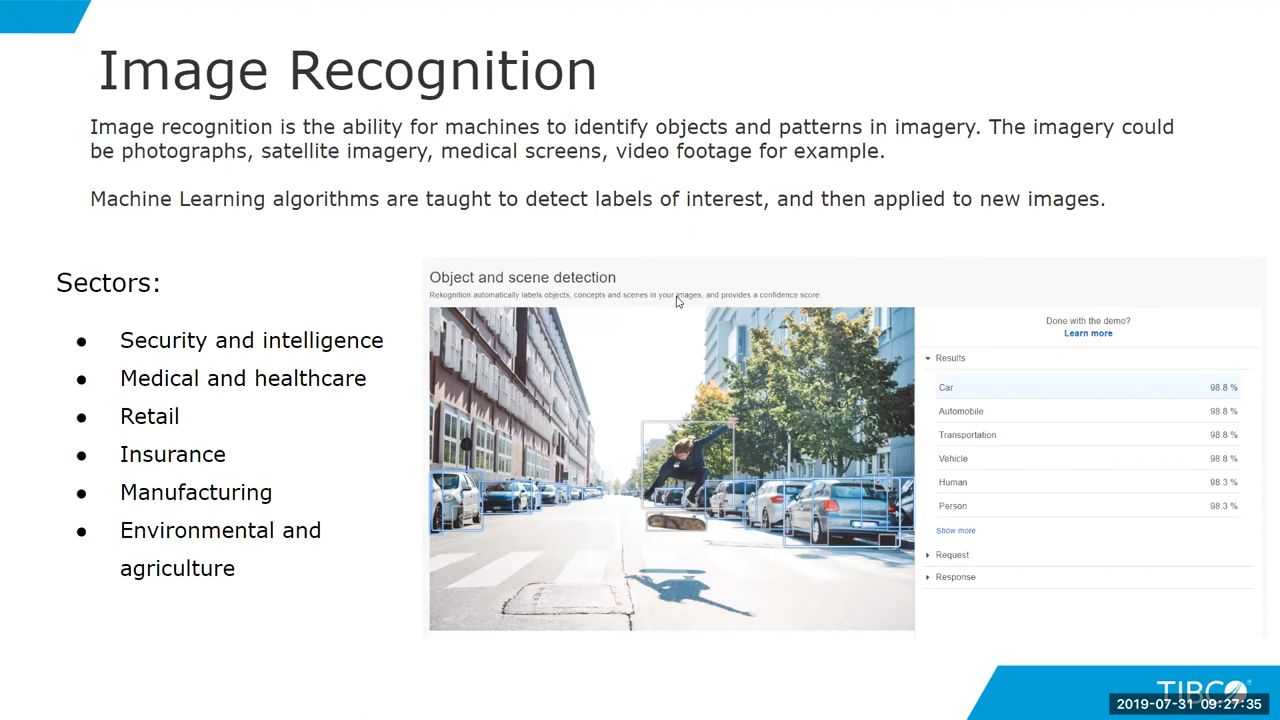 Image Recognition
Image recognition is the ability for machines to identify objects and patterns in imagery. The imagery could
be photographs, satellite imagery, medical screens, video footage for example.
Machine Learning algorithms are taught to detect labels of interest, and then applied to new images.
Sectors:
● Security and intelligence
● Medical and healthcare
● Retail
● Insurance
● Manufacturing
● Environmental and
agriculture
Object and scene detection
Rekognition automatically labels objects, concepts and scenes in your images, and provides a confidence score.
Done with the demo?
Learn more
Results
Car 98.8 %
Automobile 98.8 %
Transportation 98.8 %
Vehicle 98.8 %
Human 98.3 %
Person 98.3 %
Show more
Request
Response
TIBCO®
2019-07-31 09:27:35